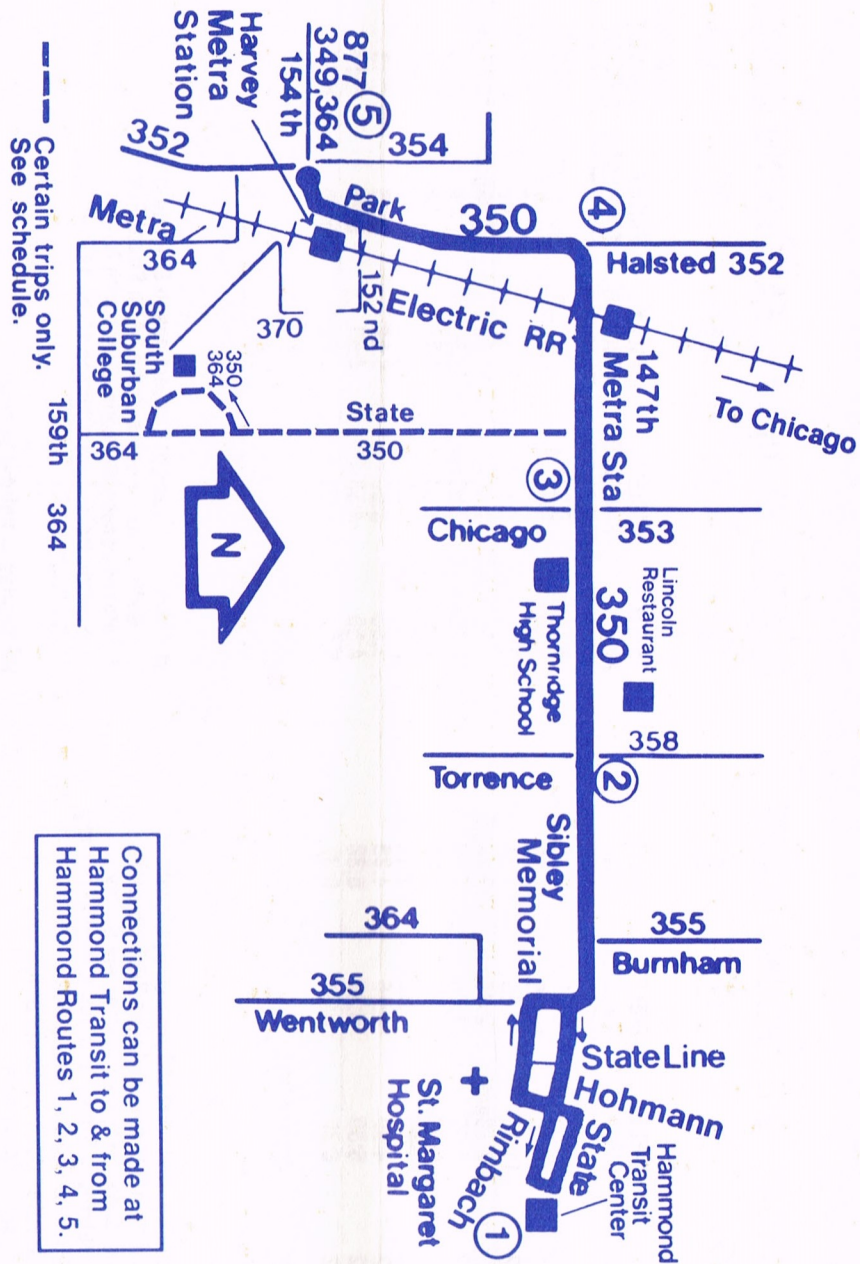 Harvey
Metra
Station
877
349,364
154th
5
354
352
Park
350
4
Halsted 352
Metra
364
370
152nd
Electric RR
147th
Metra Sta
To Chicago
--- Certain trips only.
See schedule.
South
Suburban
College
350
364
State
350
364
159th 364
N
3
Chicago
353
Thornridge
High School
Lincoln
Restaurant
350
358
Torrence
2
Sibley
Memorial
364
355
Wentworth
355
Burnham
State Line
Hohmann
State
Rimbach
1
St. Margaret
Hospital
Hammond
Transit
Center
Connections can be made at
Hammond Transit to & from
Hammond Routes 1, 2, 3, 4, 5.